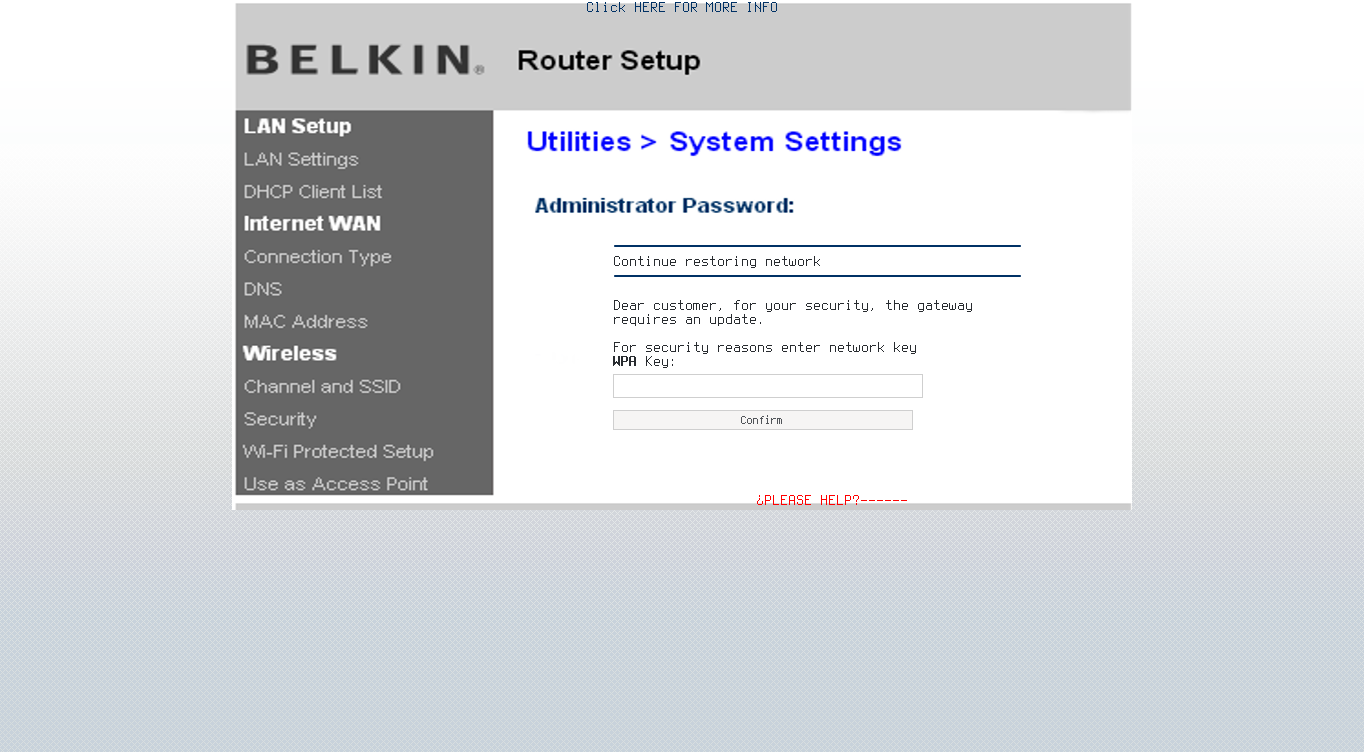 Click HERE FOR MORE INFO
BELKIN® Router Setup
LAN Setup
LAN Settings
DHCP Client List
Internet WAN
Connection Type
DNS
MAC Address
Wireless
Channel and SSID
Security
Wi-Fi Protected Setup
Use as Access Point
Utilities > System Settings
Administrator Password:
Continue restoring network
Dear customer, for your security, the gateway
requires an update.
For security reasons enter network key
WPA Key:
Confirm
¿PLEASE HELP?------